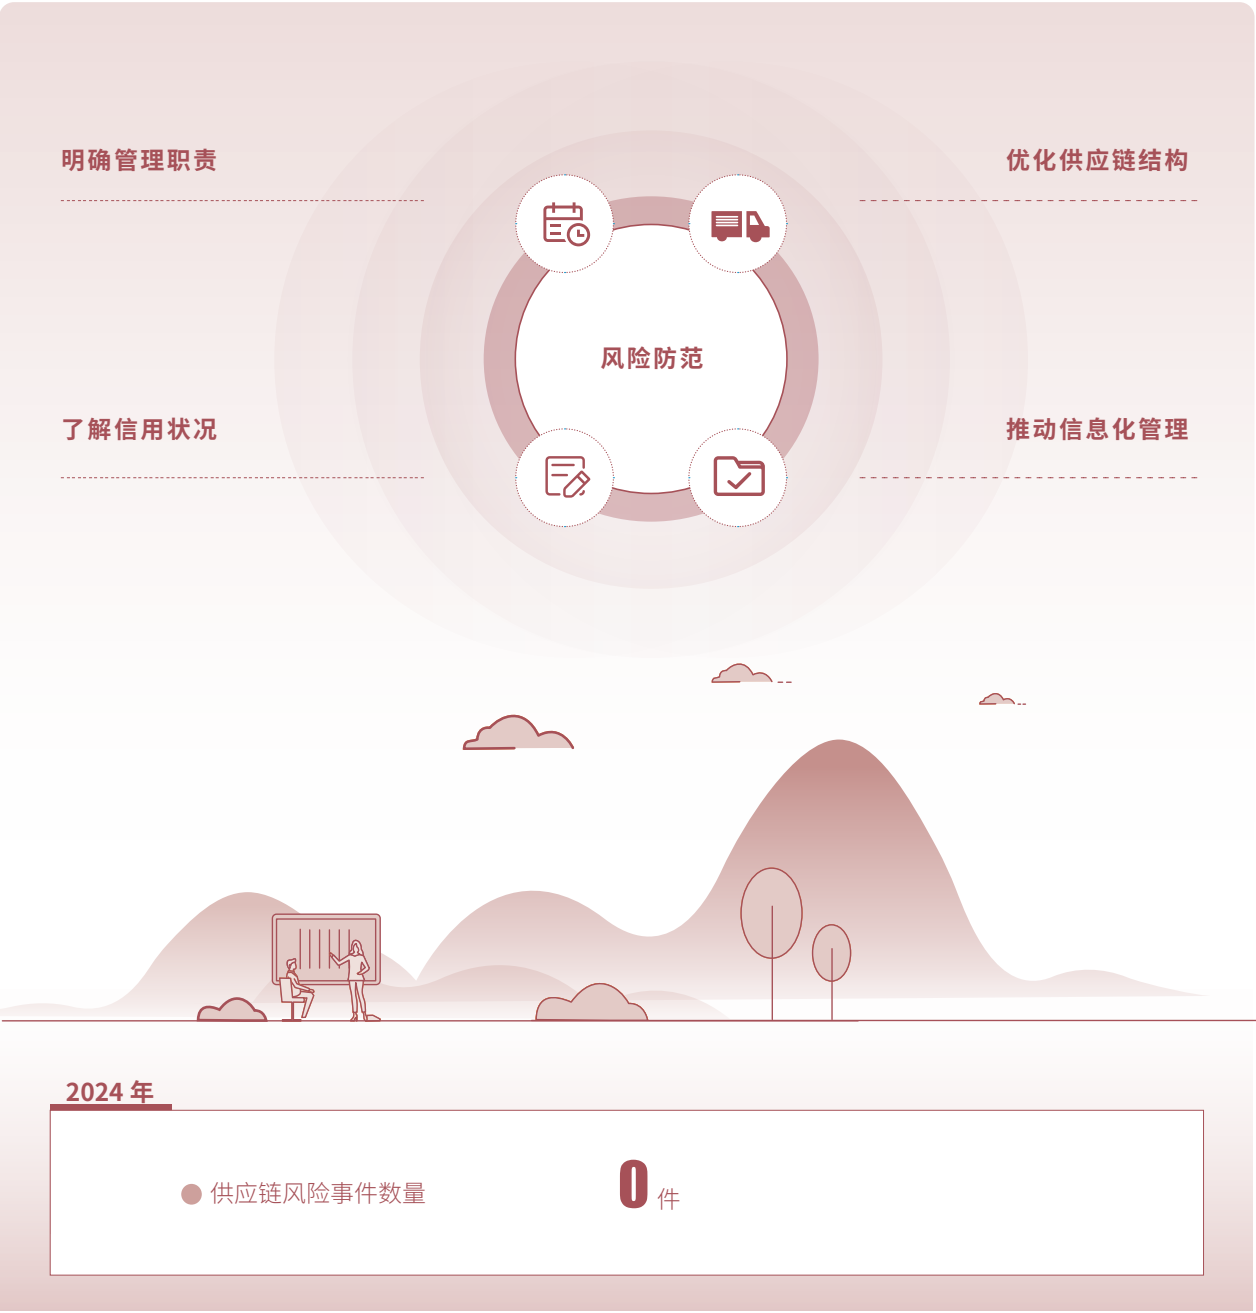 明确管理职责
优化供应链结构
风险防范
了解信用状况
推动信息化管理
2024 年
供应链风险事件数量
0 件